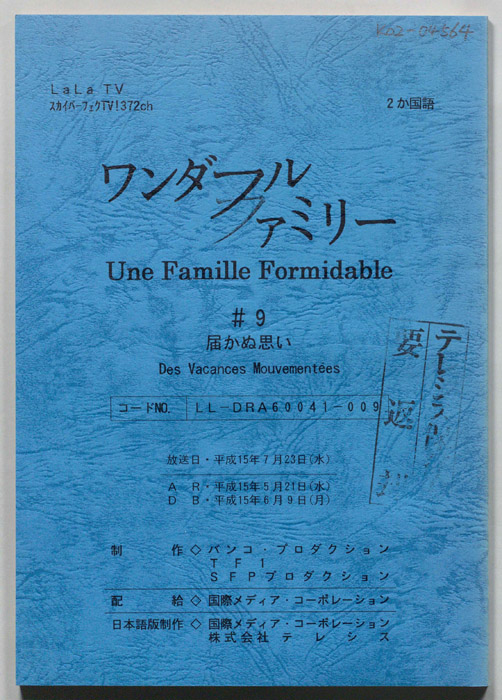 K02-04564
LaLa TV
スカイパーフェクTV!372ch
2か国語
ワンダフル
ファミリー
Une Famille Formidable
#9
届かぬ思い
Des Vacances Mouvementées
コードNO. LL-DRA60041-009
テレシス
要返却
放送日・平成15年7月23日(水)
A R・平成15年5月21日(水)
D B・平成15年6月9日(月)
制 作◇バンコ・プロダクション
TF1
SFPプロダクション
配 給◇国際メディア・コーポレーション
日本語版制作◇国際メディア・コーポレーション
株式会社テレシス